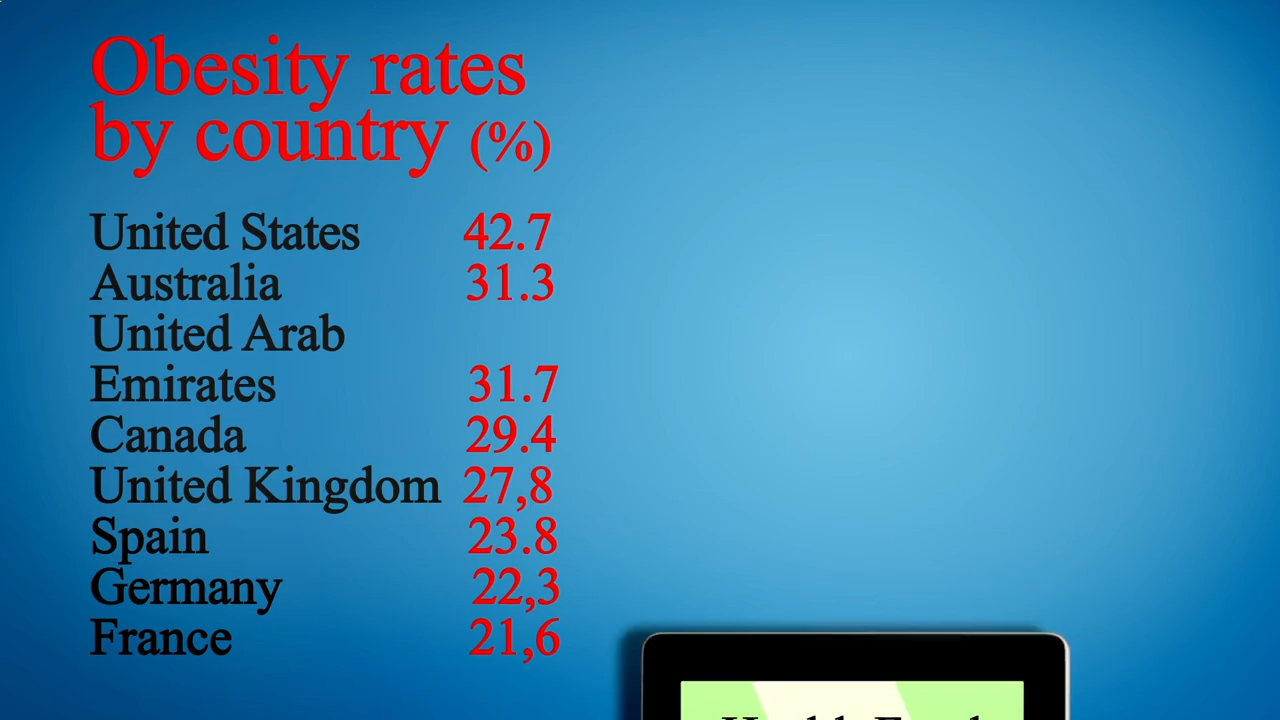 Obesity rates
by country (%)
United States 42.7
Australia 31.3
United Arab
Emirates 31.7
Canada 29.4
United Kingdom 27,8
Spain 23.8
Germany 22,3
France 21,6